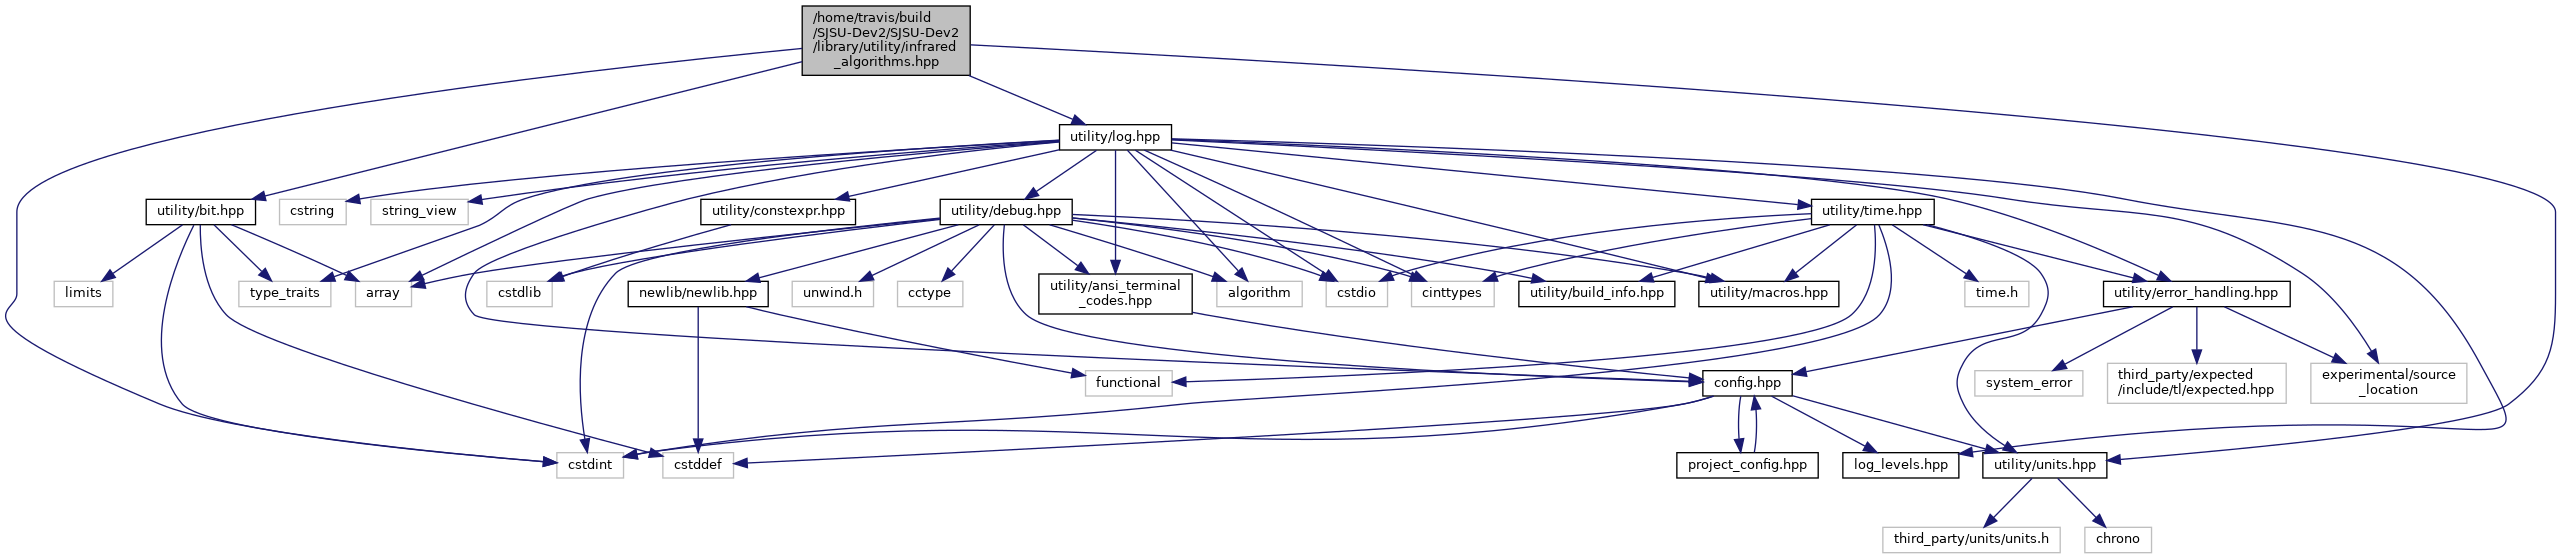 /home/travis/build
/SJSU-Dev2/SJSU-Dev2
/library/utility/infrared
_algorithms.hpp
utility/log.hpp
utility/bit.hpp
cstring
string_view
utility/constexpr.hpp
utility/debug.hpp
utility/time.hpp
limits
type_traits
array
cstdlib
newlib/newlib.hpp
unwind.h
cctype
utility/ansi_terminal
_codes.hpp
algorithm
cstdio
cinttypes
utility/build_info.hpp
utility/macros.hpp
time.h
utility/error_handling.hpp
functional
config.hpp
system_error
third_party/expected
/include/tl/expected.hpp
experimental/source
_location
cstdint
cstddef
project_config.hpp
log_levels.hpp
utility/units.hpp
third_party/units/units.h
chrono